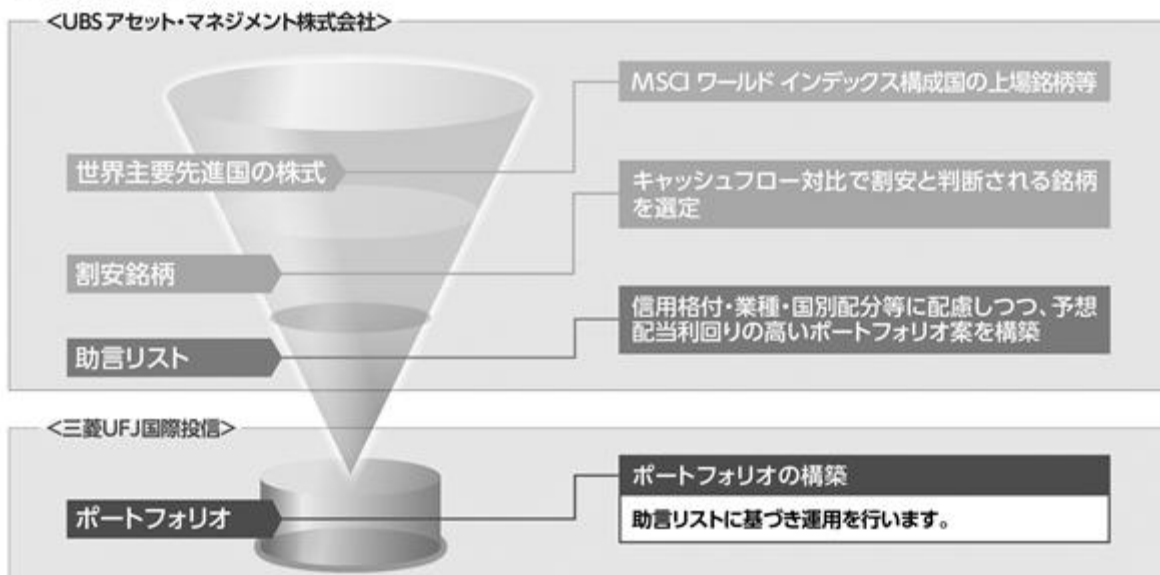 <UBSアセット・マネジメント株式会社>
MSCI ワールド インデックス構成国の上場銘柄等
世界主要先進国の株式
キャッシュフロー対比で割安と判断される銘柄
を選定
割安銘柄
信用格付・業種・国別配分等に配慮しつつ、予想
配当利回りの高いポートフォリオ案を構築
助言リスト
<三菱UFJ国際投信>
ポートフォリオの構築
ポートフォリオ
助言リストに基づき運用を行います。